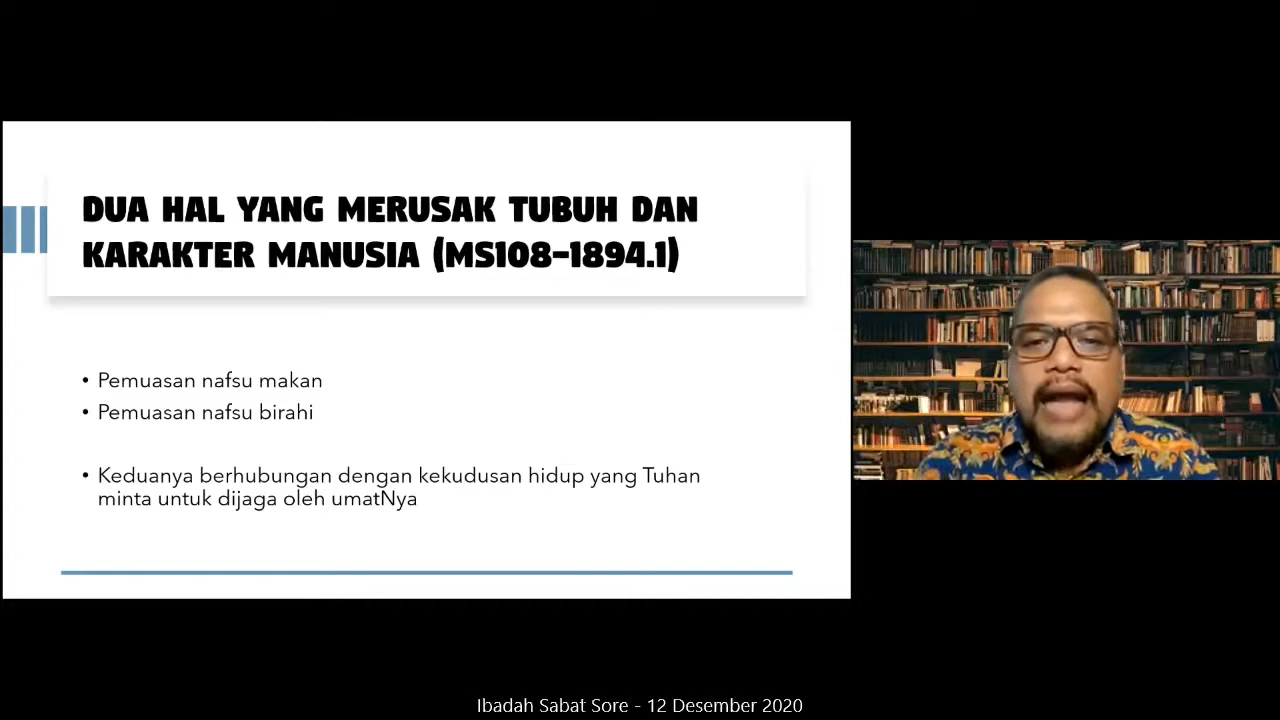 DUA HAL YANG MERUSAK TUBUH DAN
KARAKTER MANUSIA (MS108-1894.1)
• Pemuasan nafsu makan
• Pemuasan nafsu birahi
• Keduanya berhubungan dengan kekudusan hidup yang Tuhan
minta untuk dijaga oleh umatNya
Ibadah Sabat Sore - 12 Desember 2020